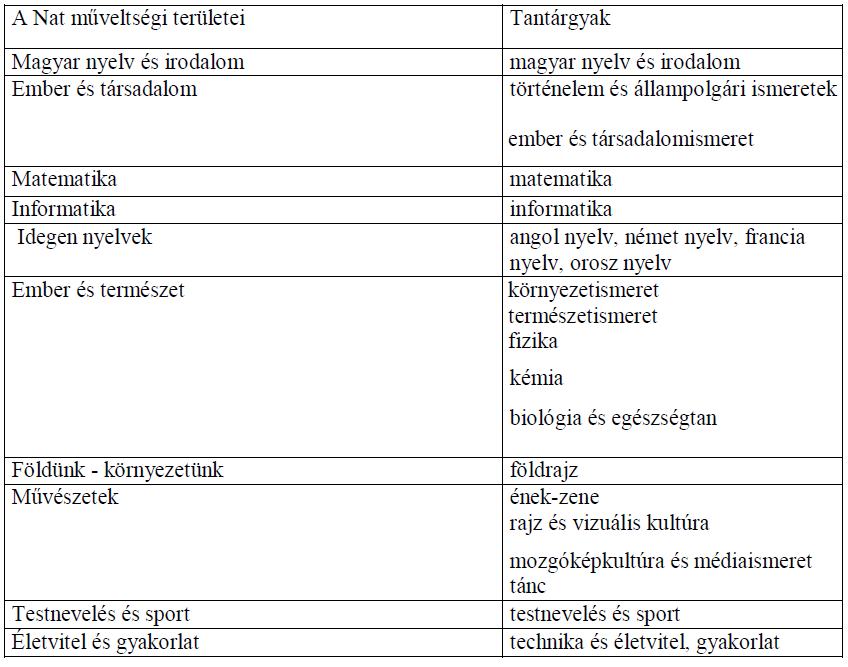 A Nat műveltségi területei Tantárgyak
Magyar nyelv és irodalom magyar nyelv és irodalom
Ember és társadalom történelem és állampolgári ismeretek
ember és társadalomismeret
Matematika matematika
Informatika informatika
Idegen nyelvek angol nyelv, német nyelv, francia
nyelv, orosz nyelv
Ember és természet környezetismeret
természetismeret
fizika
kémia
biológia és egészségtan
Földünk - környezetünk földrajz
Művészetek ének-zene
rajz és vizuális kultúra
mozgóképkultúra és médiaismeret
tánc
Testnevelés és sport testnevelés és sport
Életvitel és gyakorlat technika és életvitel, gyakorlat